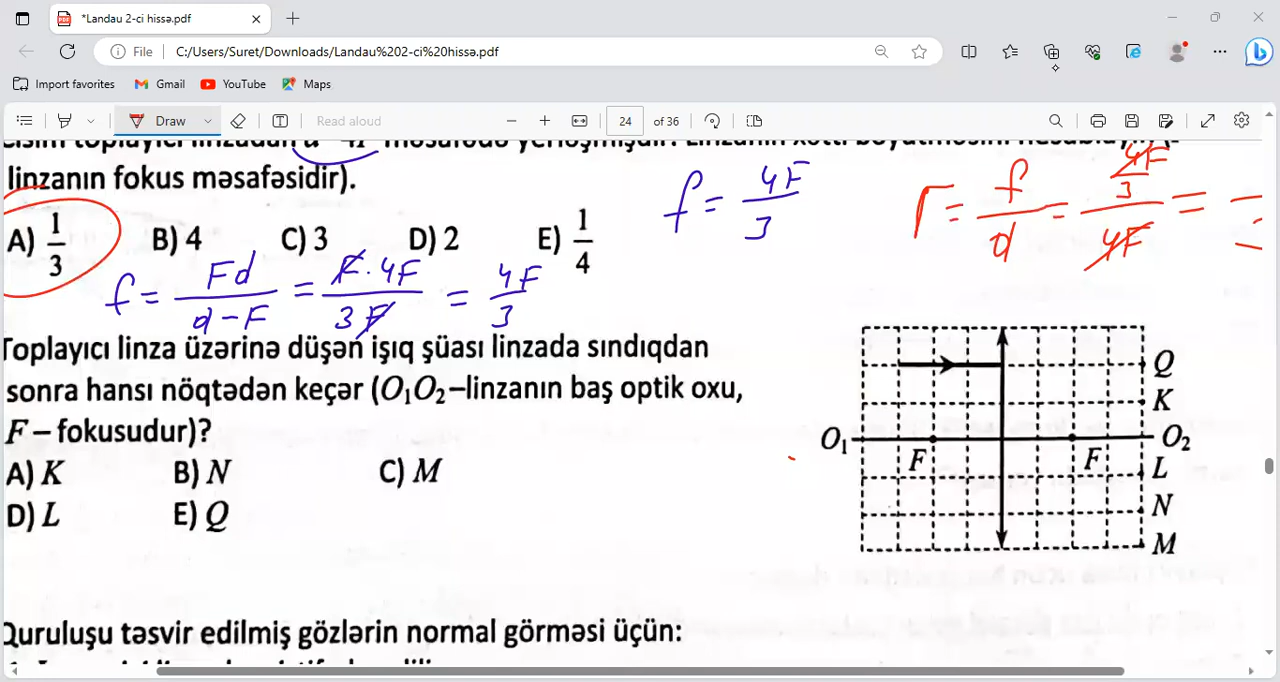 *Landau 2-ci hissə.pdf
File C:/Users/Suret/Downloads/Landau%202-ci%20hissə.pdf
Import favorites Gmail YouTube Maps
Draw Read aloud 24 of 36
linzanın fokus məsafəsidir).
A) 1/3 B) 4 C) 3 D) 2 E) 1/4
f = 4F/3
Γ = f/d = (4F/3)/4F =
f = Fd/(d-F) = F·4F/3F = 4F/3
Toplayıcı linza üzərinə düşən işıq şüası linzada sındıqdan
sonra hansı nöqtədən keçər (O₁O₂–linzanın baş optik oxu,
F – fokusudur)?
A) K B) N C) M
D) L E) Q
Q
K
O₁ O₂
F F L
N
M
Quruluşu təsvir edilmiş gözlərin normal görməsi üçün: